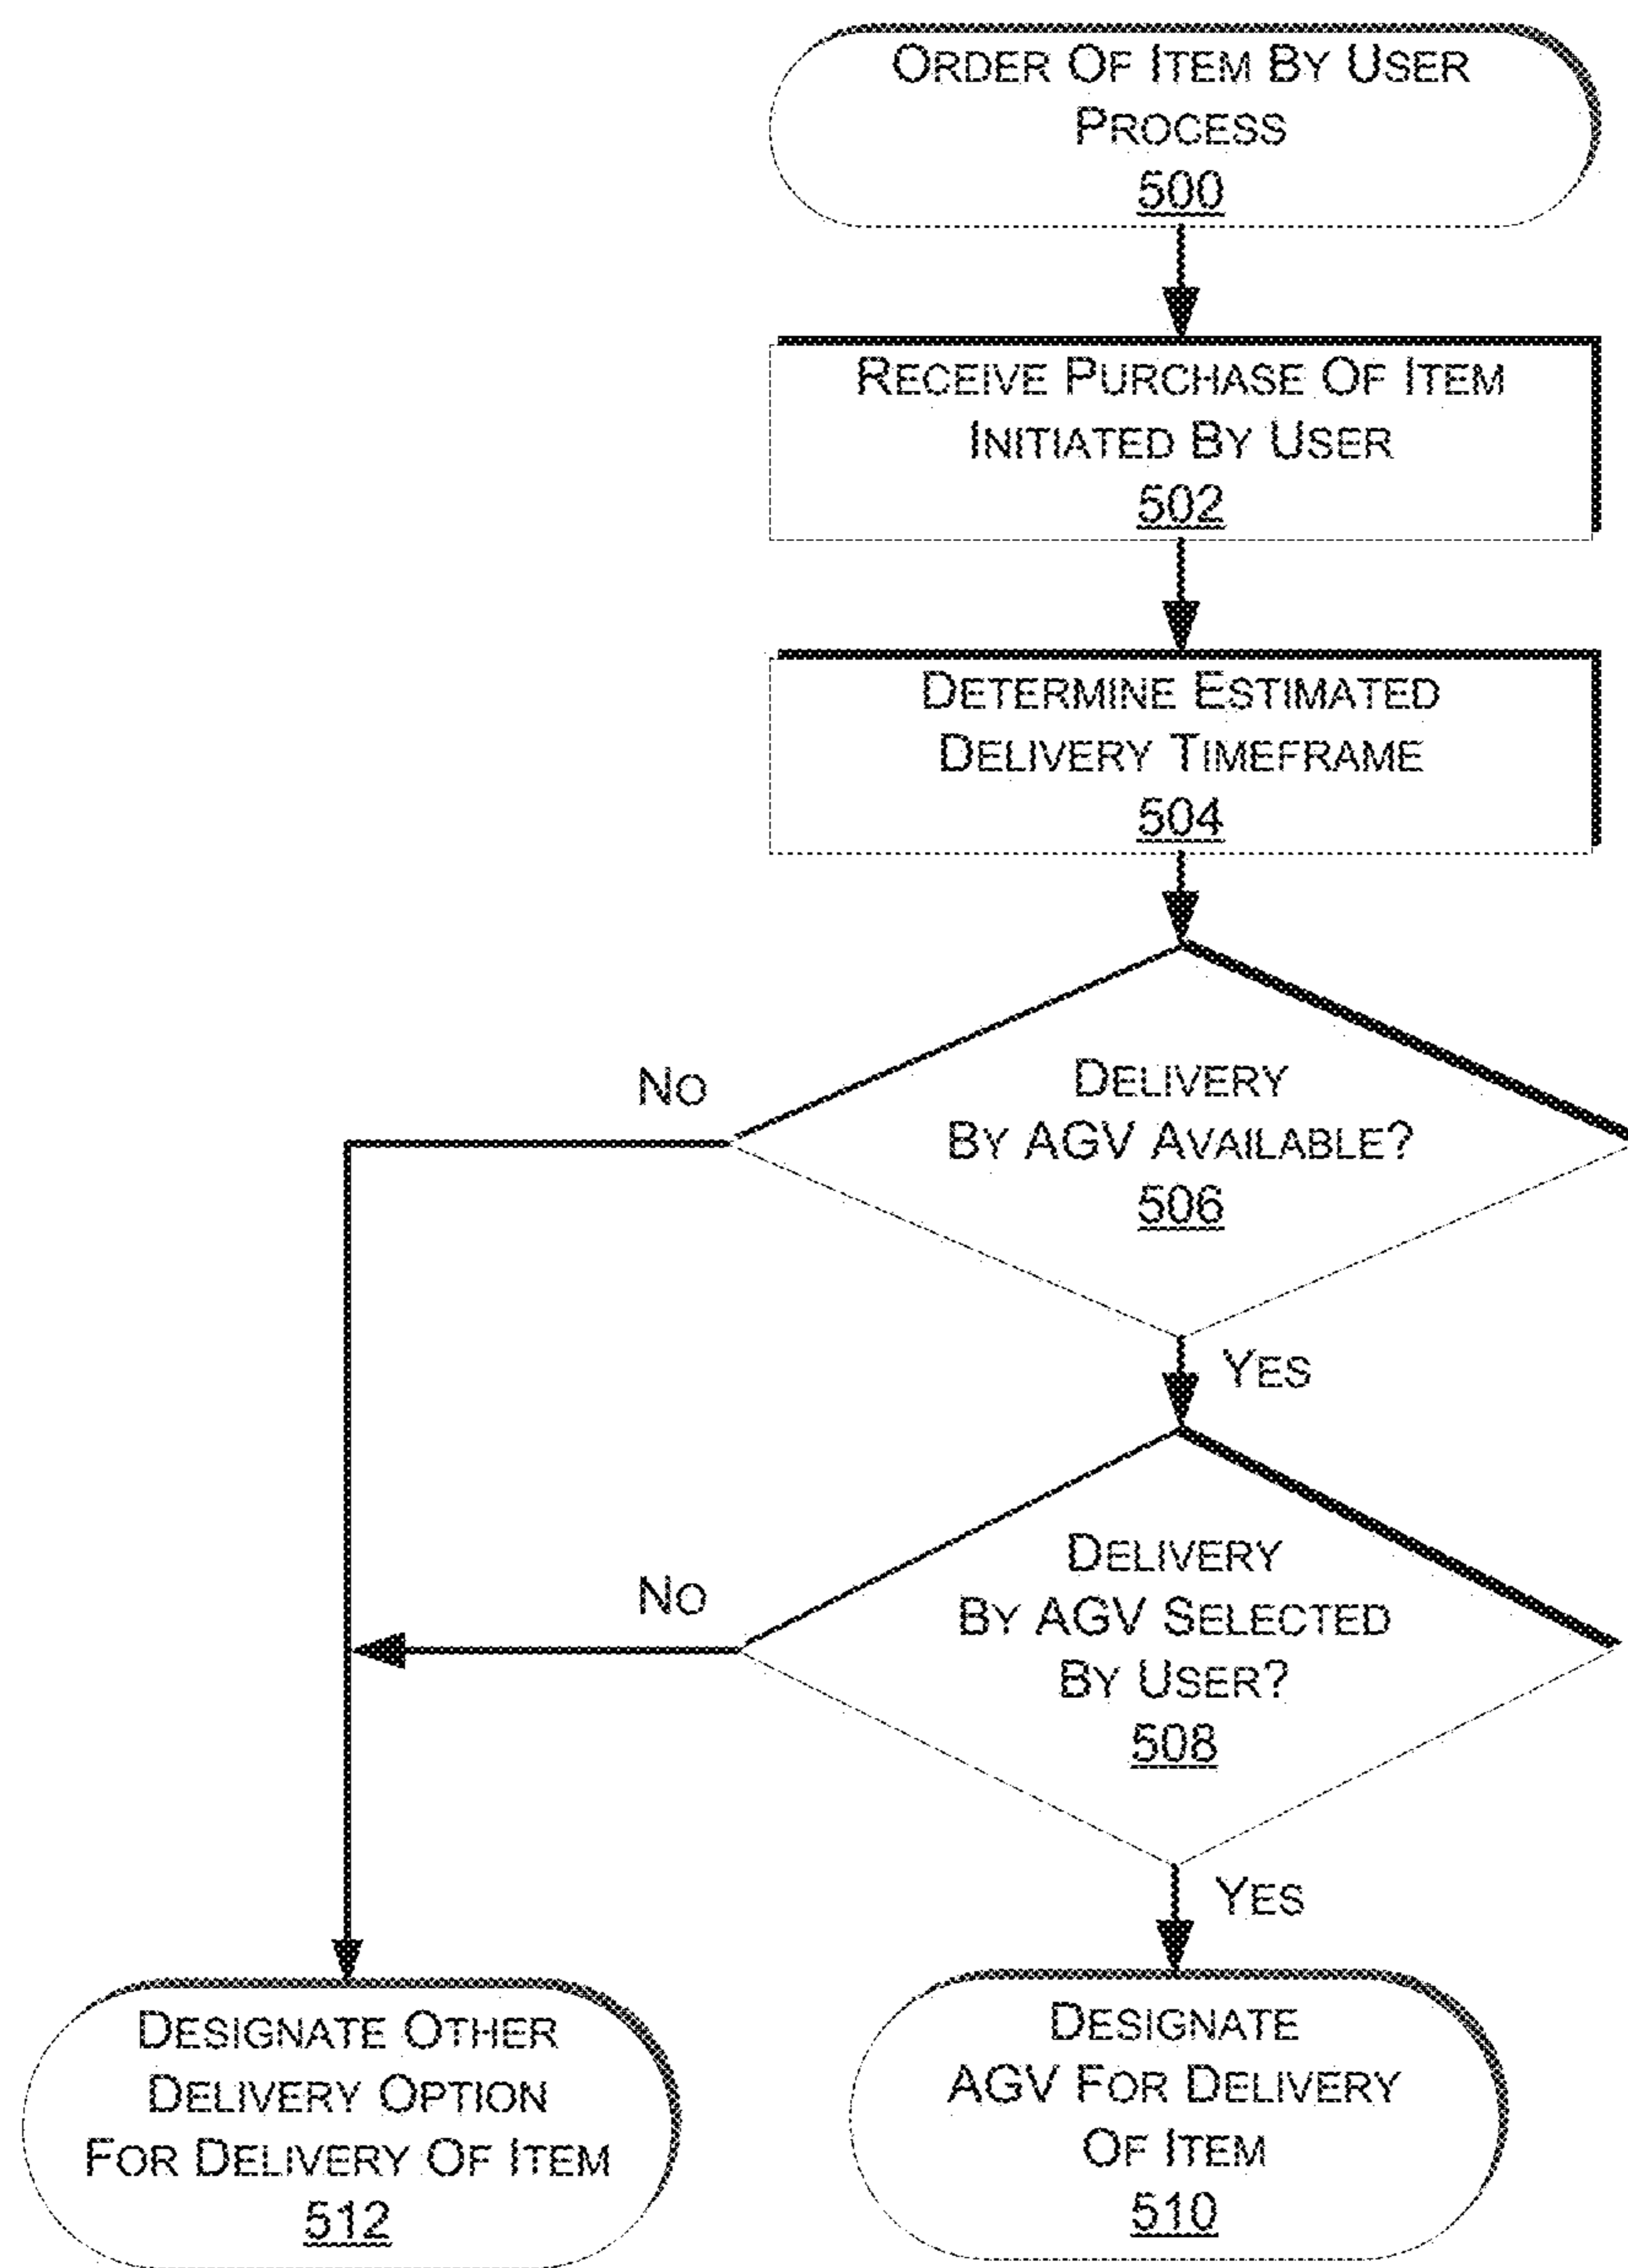 ORDER OF ITEM BY USER
PROCESS
500
RECEIVE PURCHASE OF ITEM
INITIATED BY USER
502
DETERMINE ESTIMATED
DELIVERY TIMEFRAME
504
NO
DELIVERY
BY AGV AVAILABLE?
506
YES
NO
DELIVERY
BY AGV SELECTED
BY USER?
508
YES
DESIGNATE OTHER
DELIVERY OPTION
FOR DELIVERY OF ITEM
512
DESIGNATE
AGV FOR DELIVERY
OF ITEM
510